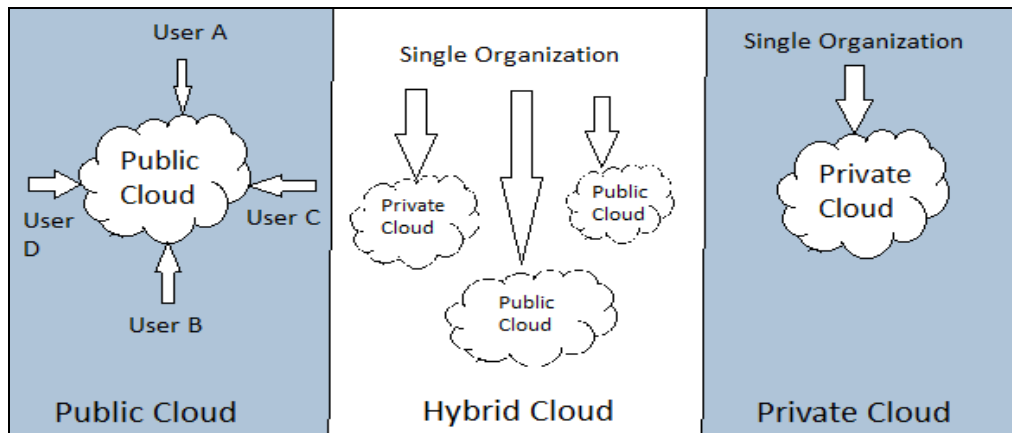 User A
Public
Cloud
User
D
User C
User B
Public Cloud
Single Organization
Private
Cloud
Public
Cloud
Public
Cloud
Hybrid Cloud
Single Organization
Private
Cloud
Private Cloud